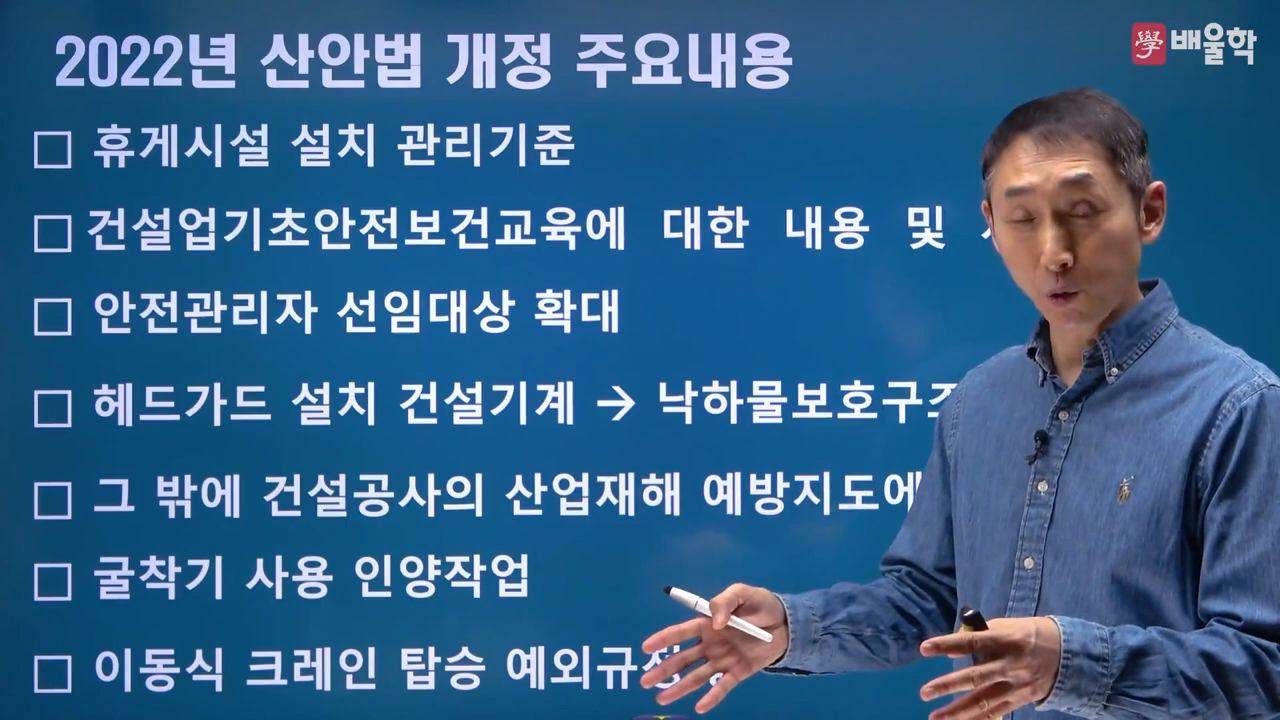 2022년 산안법 개정 주요내용
學 배울학
□ 휴게시설 설치 관리기준
□ 건설업기초안전보건교육에 대한 내용 및
□ 안전관리자 선임대상 확대
□ 헤드가드 설치 건설기계 → 낙하물보호구조
□ 그 밖에 건설공사의 산업재해 예방지도에
□ 굴착기 사용 인양작업
□ 이동식 크레인 탑승 예외규정